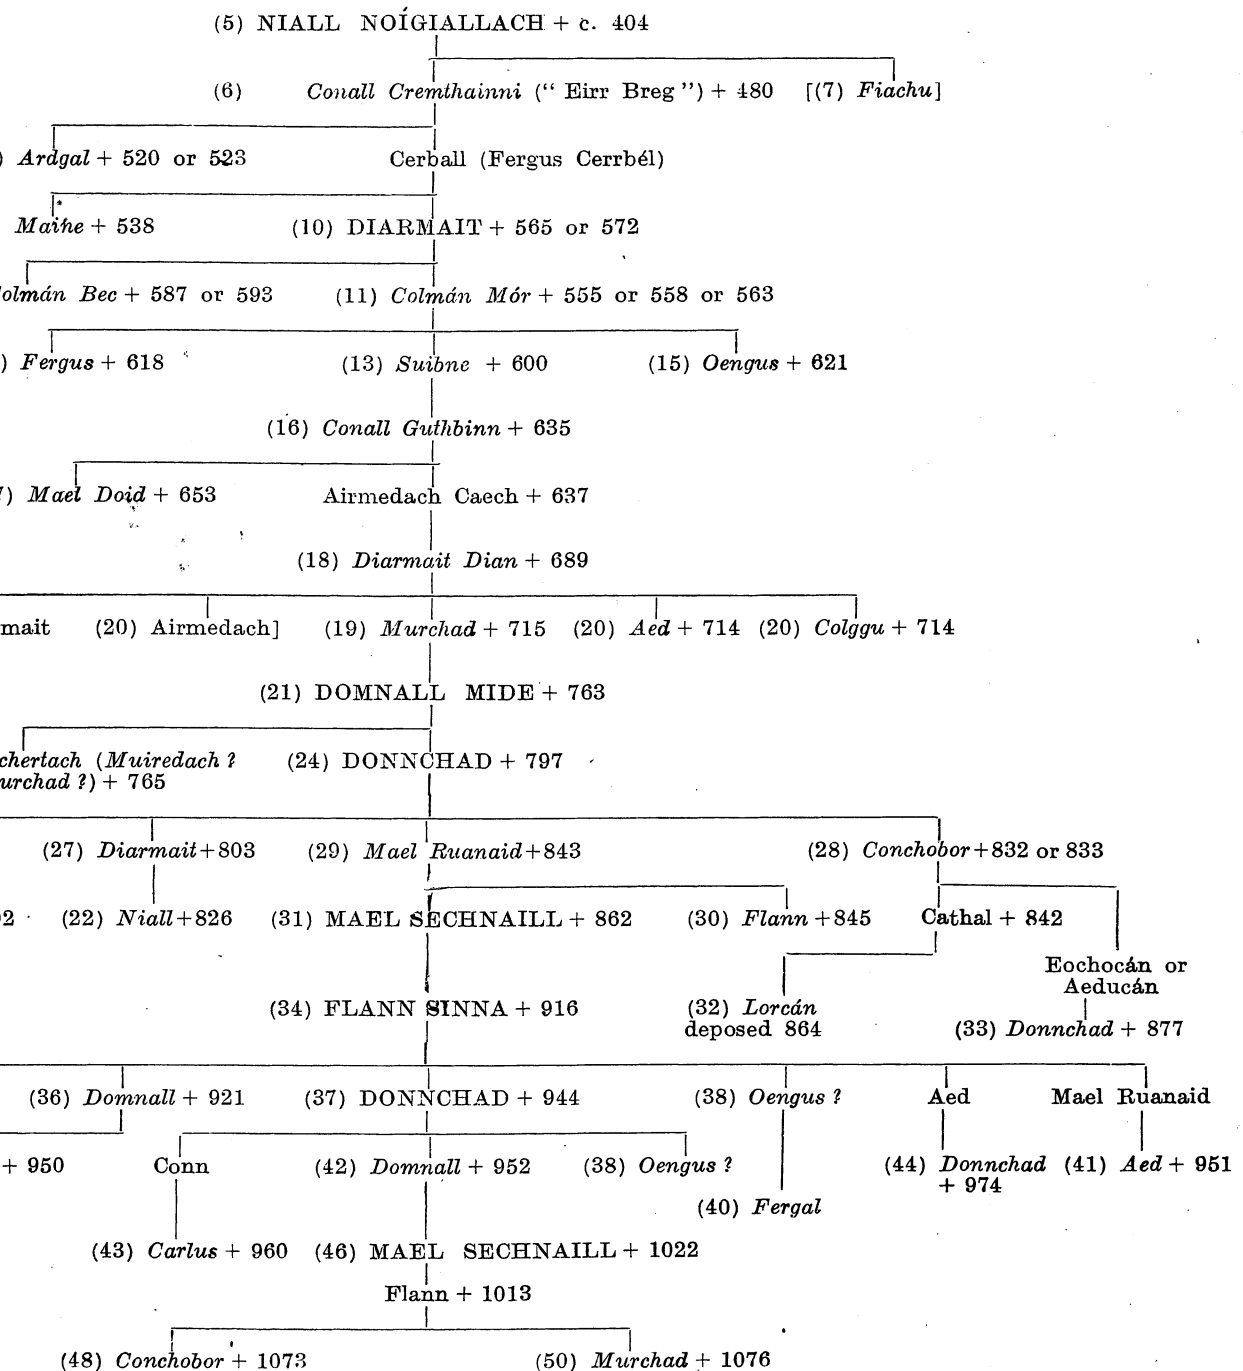 (5) NIALL NOÍGIALLACH + c. 404
(6) Conall Cremthainni (“ Eirr Breg ”) + 480 [(7) Fiachu]
) Ardgal + 520 or 523 Cerball (Fergus Cerrbél)
Maine + 538 (10) DIARMAIT + 565 or 572
olmán Bec + 587 or 593 (11) Colmán Mór + 555 or 558 or 563
) Fergus + 618 (13) Suibne + 600 (15) Oengus + 621
(16) Conall Guthbinn + 635
) Mael Doid + 653 Airmedach Caech + 637
(18) Diarmait Dian + 689
mait (20) Airmedach] (19) Murchad + 715 (20) Aed + 714 (20) Colggu + 714
(21) DOMNALL MIDE + 763
chertach (Muiredach ? (24) DONNCHAD + 797
urchad ?) + 765
(27) Diarmait + 803 (29) Mael Ruanaid + 843 (28) Conchobor + 832 or 833
2 (22) Niall + 826 (31) MAEL SECHNAILL + 862 (30) Flann + 845 Cathal + 842
Eochocán or
Aeducán
(34) FLANN SINNA + 916 (32) Lorcán
deposed 864 (33) Donnchad + 877
(36) Domnall + 921 (37) DONNCHAD + 944 (38) Oengus ? Aed Mael Ruanaid
+ 950 Conn (42) Domnall + 952 (38) Oengus ? (44) Donnchad (41) Aed + 951
+ 974
(40) Fergal
(43) Carlus + 960 (46) MAEL SECHNAILL + 1022
Flann + 1013
(48) Conchobor + 1073 (50) Murchad + 1076